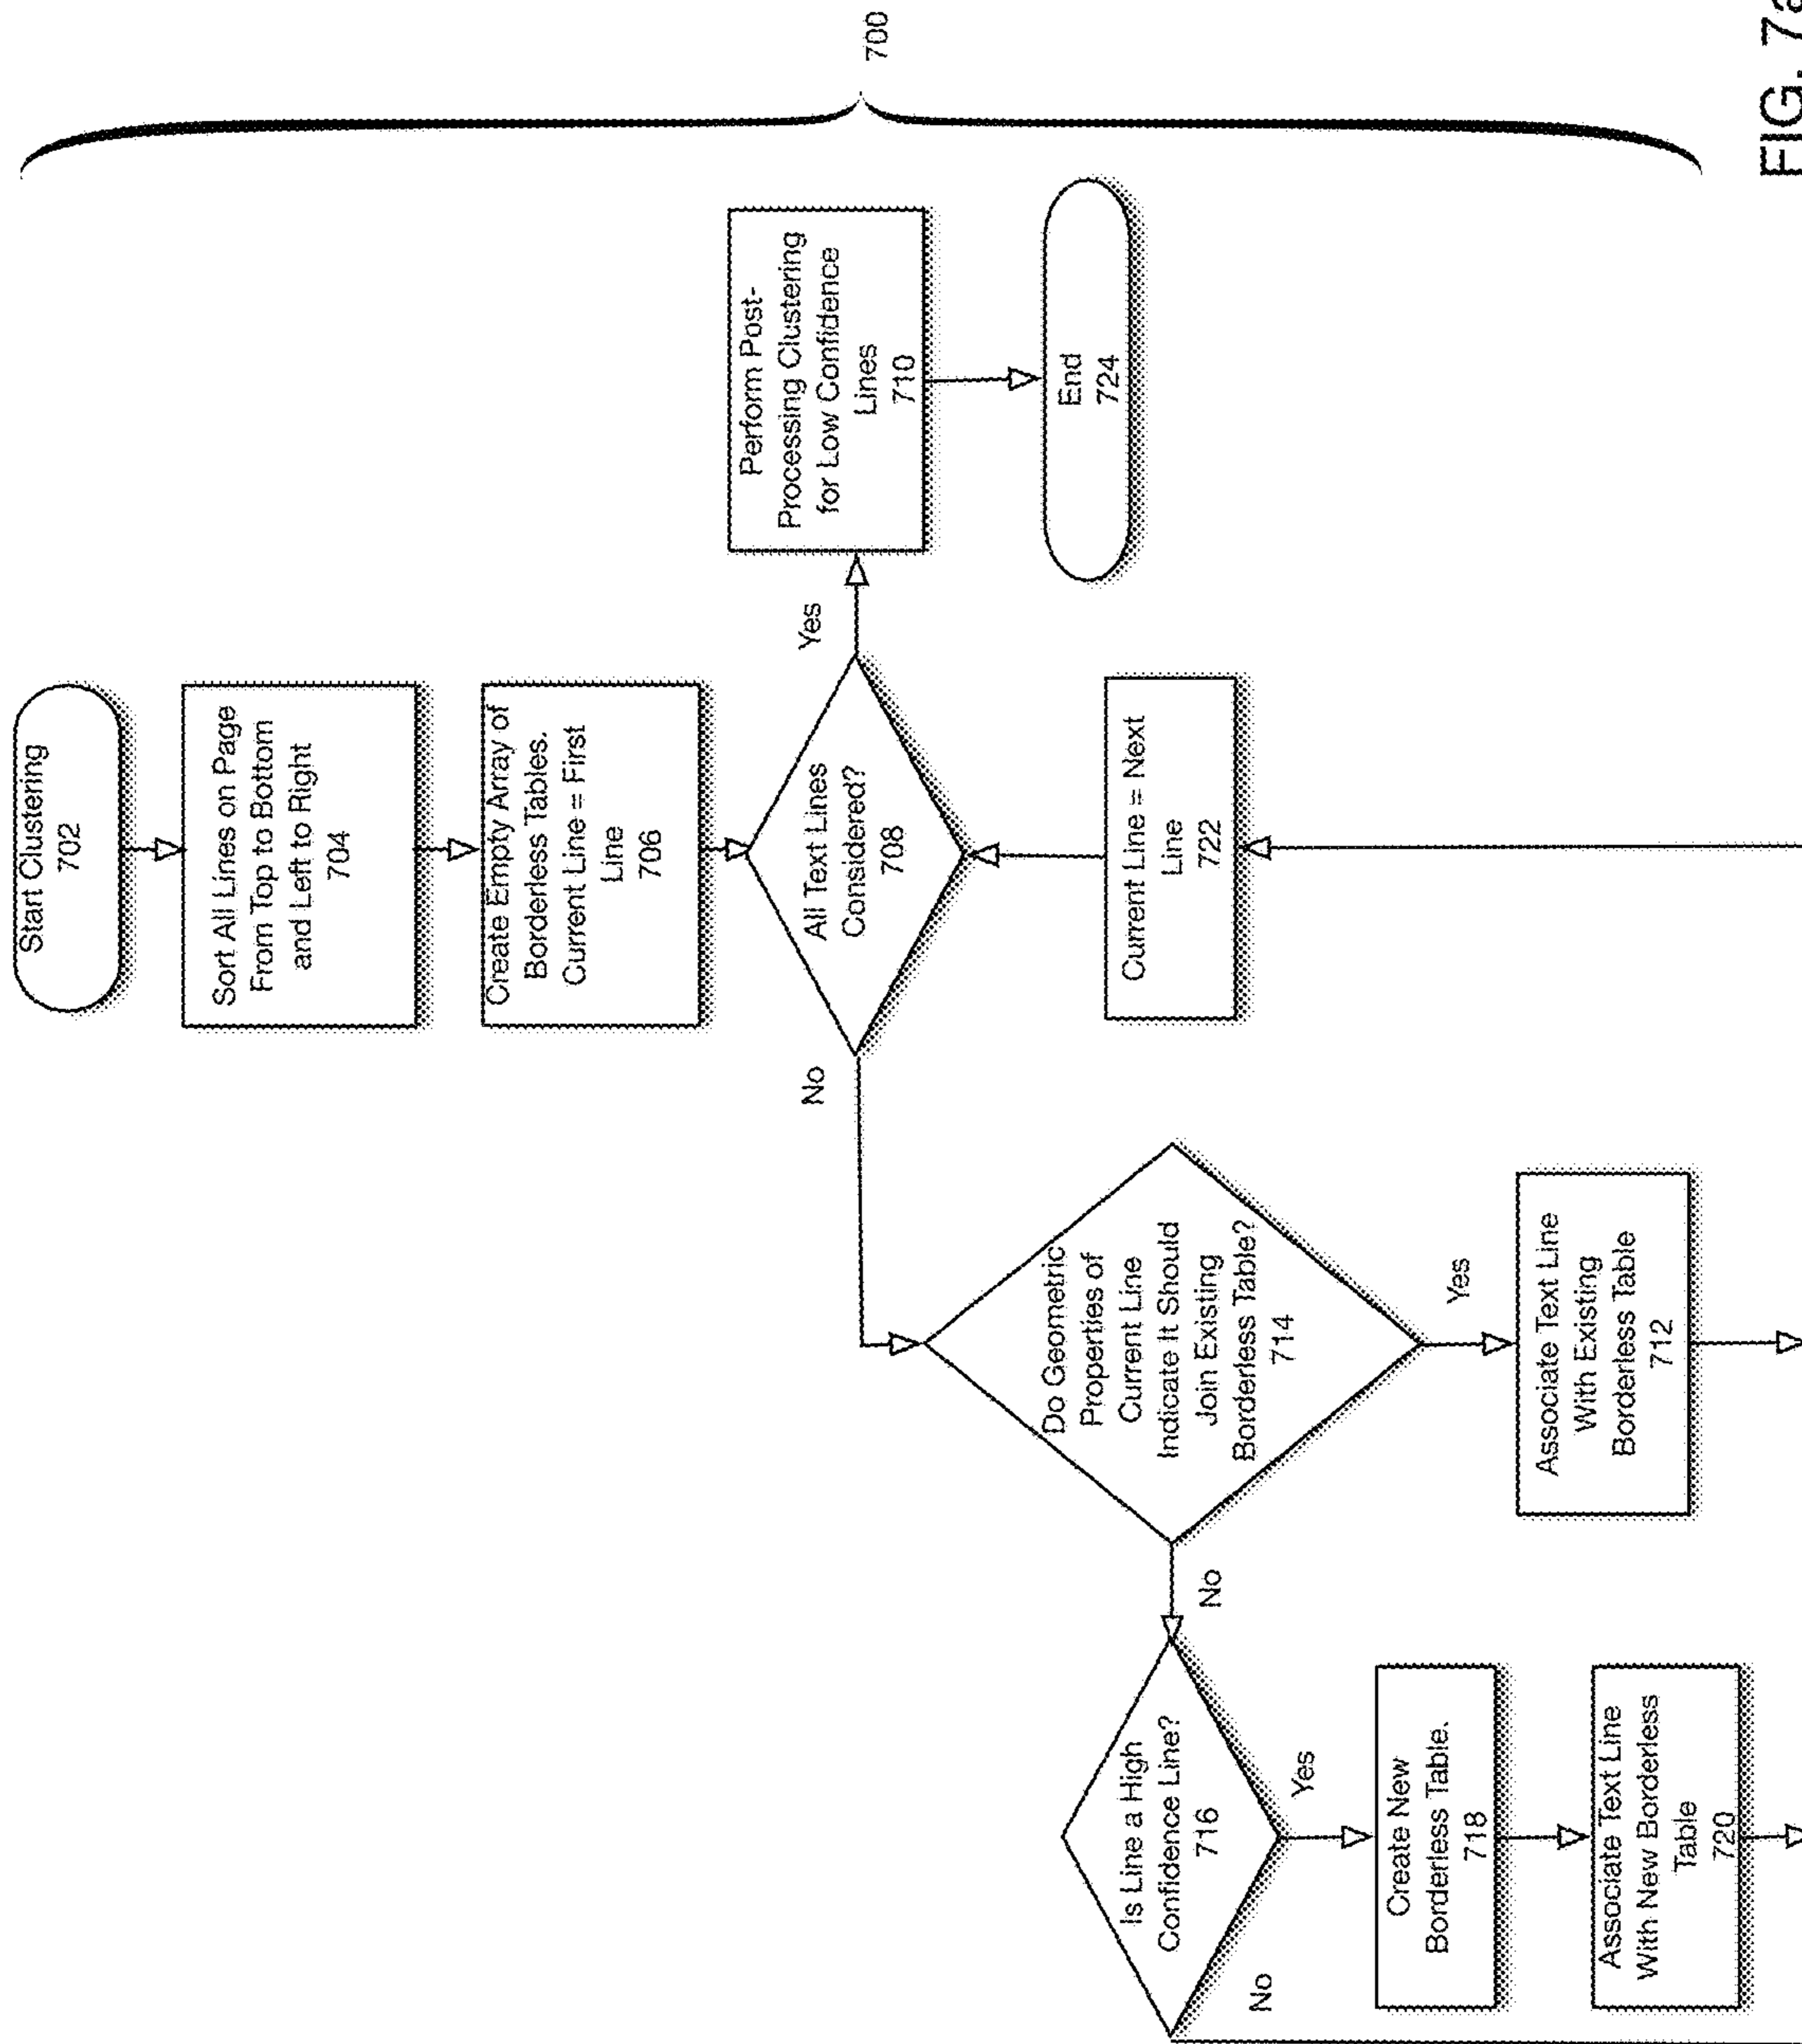 Start Clustering
702
Sort All Lines on Page
From Top to Bottom
and Left to Right
704
Create Empty Array of
Borderless Tables.
Current Line = First
Line
706
All Text Lines
Considered?
708
Yes
No
Perform Post-
Processing Clustering
for Low Confidence
Lines
710
End
724
Current Line = Next
Line
722
Do Geometric
Properties of
Current Line
Indicate It Should
Join Existing
Borderless Table?
714
Yes
No
Associate Text Line
With Existing
Borderless Table
712
Is Line a High
Confidence Line?
716
Yes
No
Create New
Borderless Table.
718
Associate Text Line
With New Borderless
Table
720
700
FIG. 7a